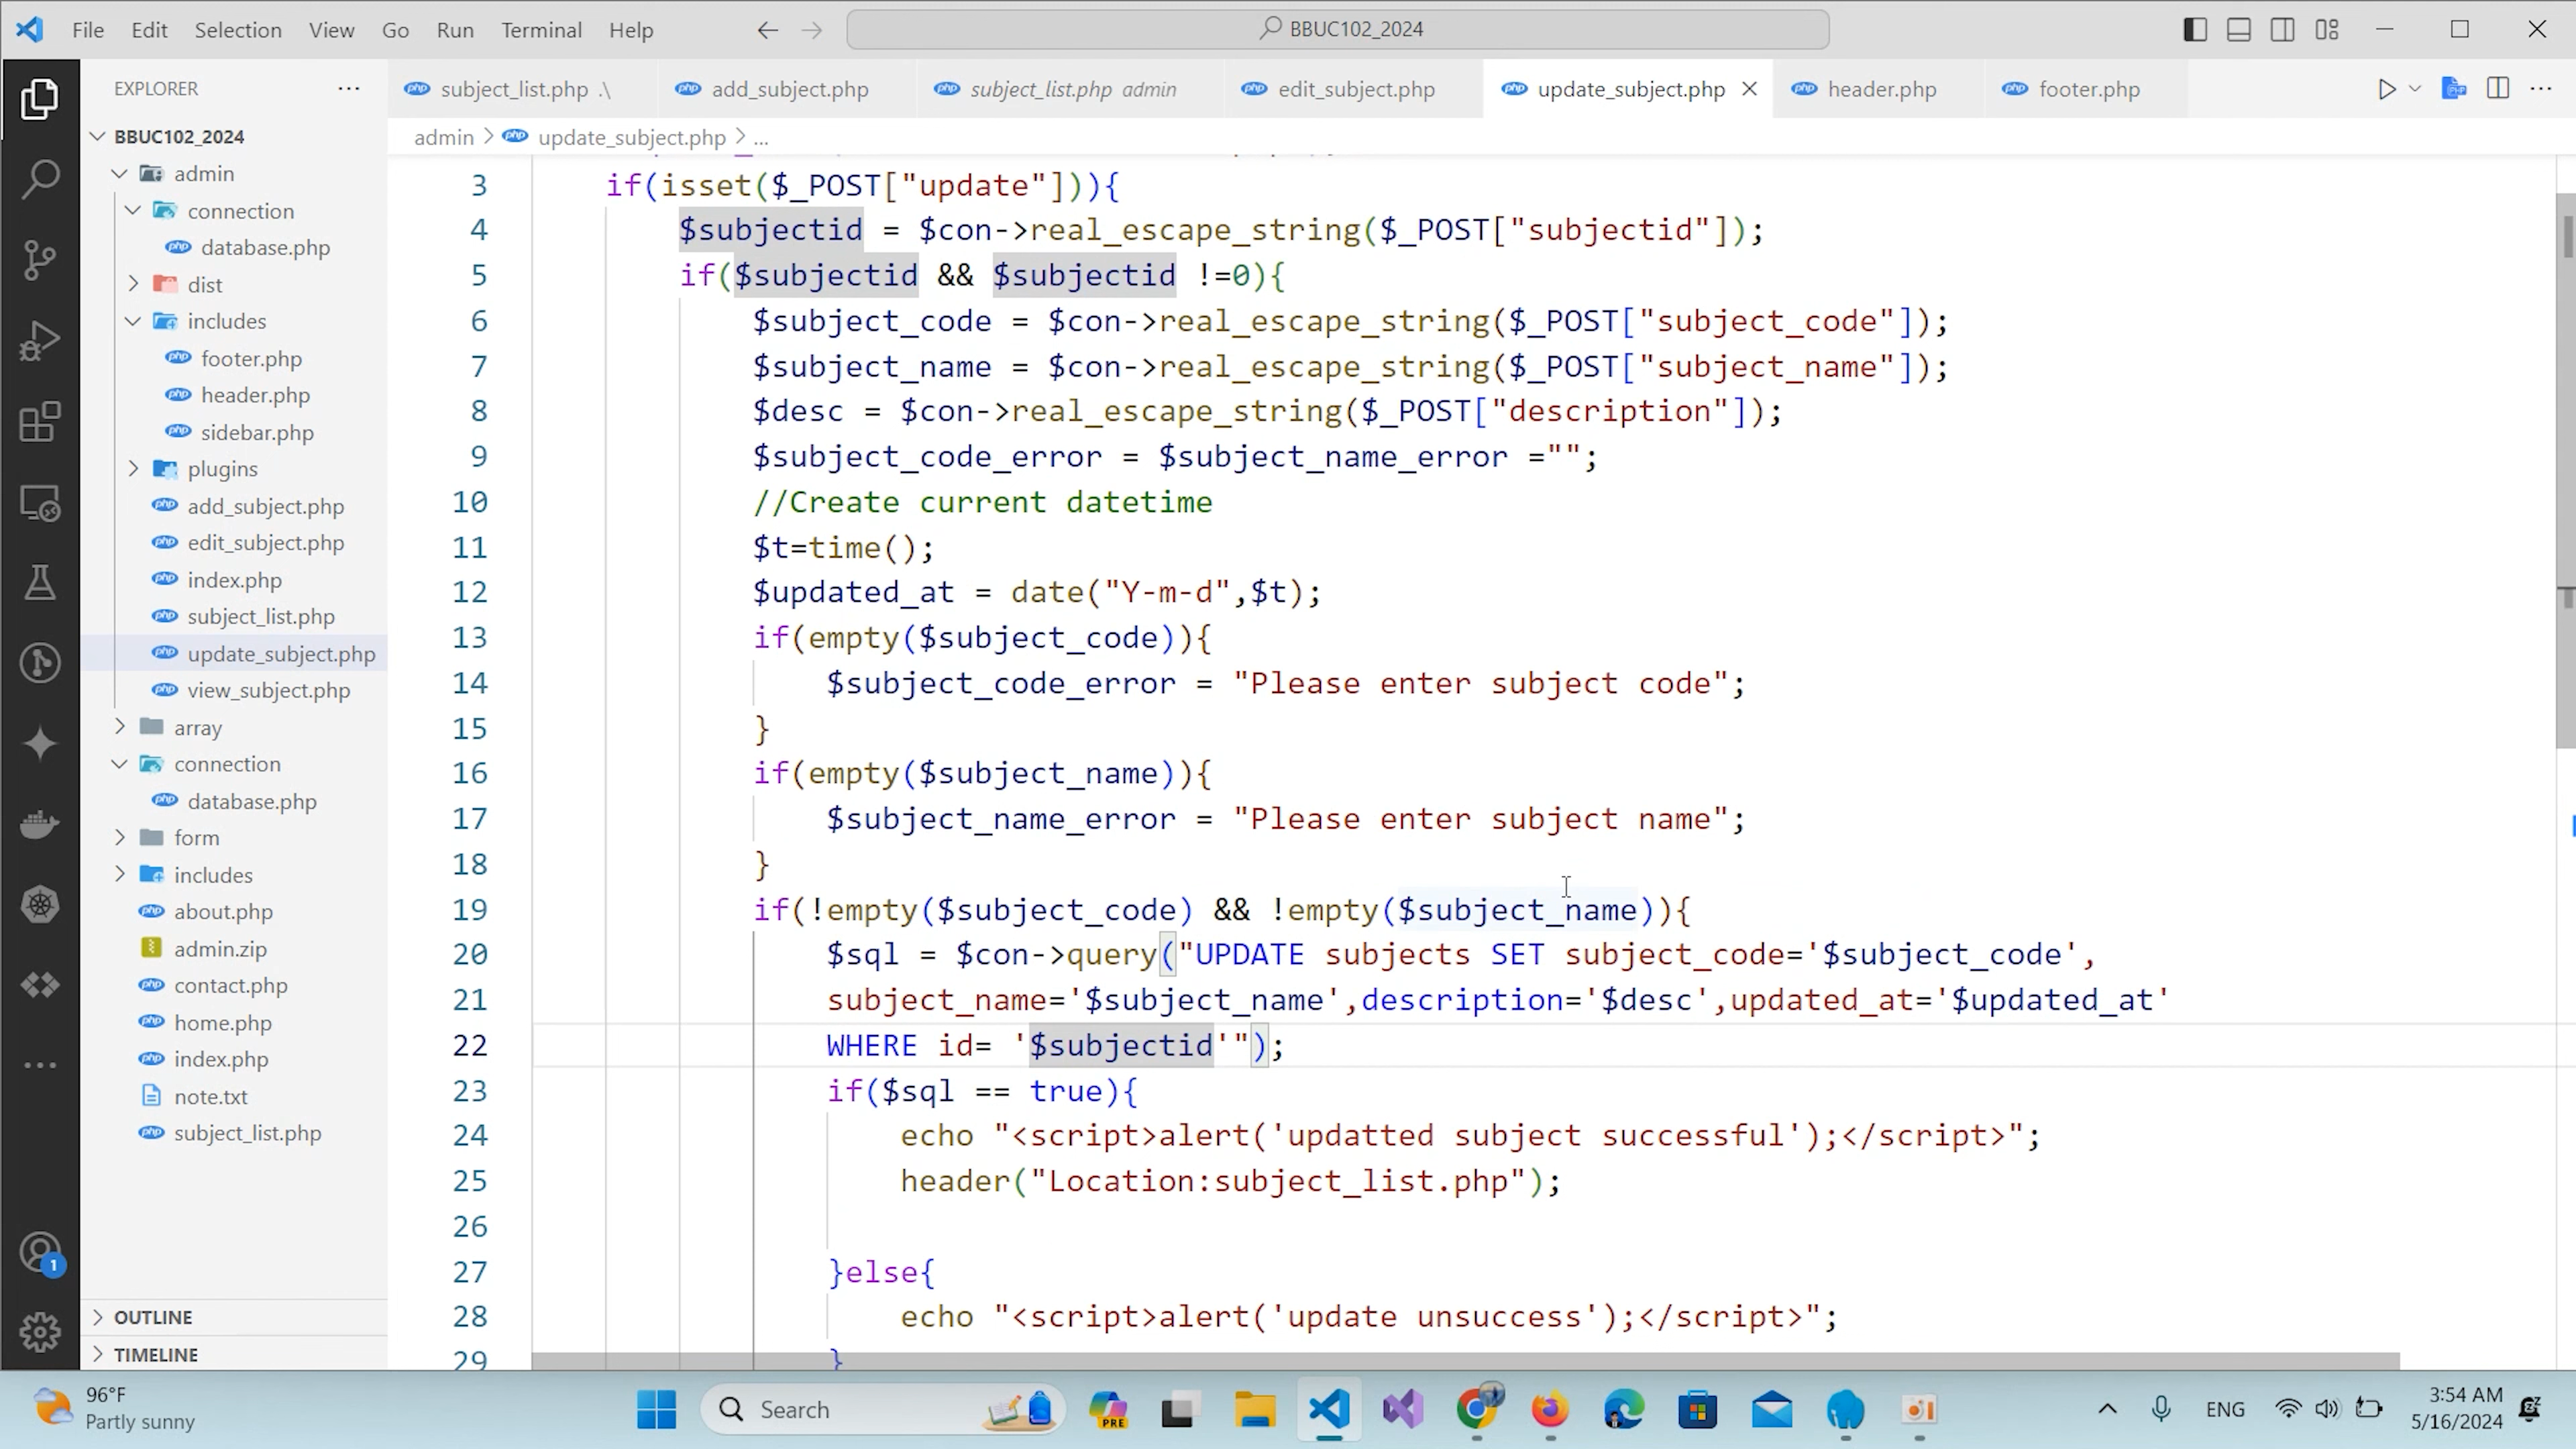 File Edit Selection View Go Run Terminal Help
BBUC102_2024
EXPLORER
subject_list.php .\
add_subject.php
subject_list.php admin
edit_subject.php
update_subject.php
header.php
footer.php
BBUC102_2024
admin > update_subject.php > ...
admin
connection
database.php
dist
includes
footer.php
header.php
sidebar.php
plugins
add_subject.php
edit_subject.php
index.php
subject_list.php
update_subject.php
view_subject.php
array
connection
database.php
form
includes
about.php
admin.zip
contact.php
home.php
index.php
note.txt
subject_list.php
OUTLINE
TIMELINE
3 if(isset($_POST["update"])){
4 $subjectid = $con->real_escape_string($_POST["subjectid"]);
5 if($subjectid && $subjectid !=0){
6 $subject_code = $con->real_escape_string($_POST["subject_code"]);
7 $subject_name = $con->real_escape_string($_POST["subject_name"]);
8 $desc = $con->real_escape_string($_POST["description"]);
9 $subject_code_error = $subject_name_error ="";
10 //Create current datetime
11 $t=time();
12 $updated_at = date("Y-m-d",$t);
13 if(empty($subject_code)){
14 $subject_code_error = "Please enter subject code";
15 }
16 if(empty($subject_name)){
17 $subject_name_error = "Please enter subject name";
18 }
19 if(!empty($subject_code) && !empty($subject_name)){
20 $sql = $con->query("UPDATE subjects SET subject_code='$subject_code',
21 subject_name='$subject_name',description='$desc',updated_at='$updated_at'
22 WHERE id= '$subjectid'");
23 if($sql == true){
24 echo "<script>alert('updatted subject successful');</script>";
25 header("Location:subject_list.php");
26
27 }else{
28 echo "<script>alert('update unsuccess');</script>";
29 }
1
96°F
Partly sunny
Search
PRE
ENG
3:54 AM
5/16/2024